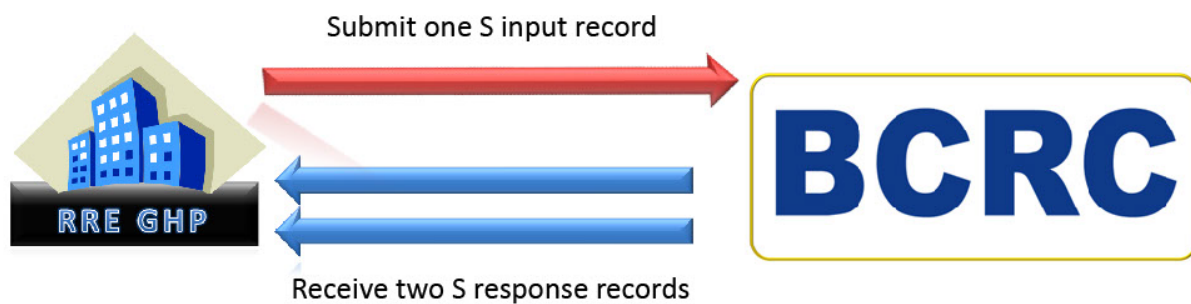 Submit one S input record
RRE GHP
BCRC
Receive two S response records